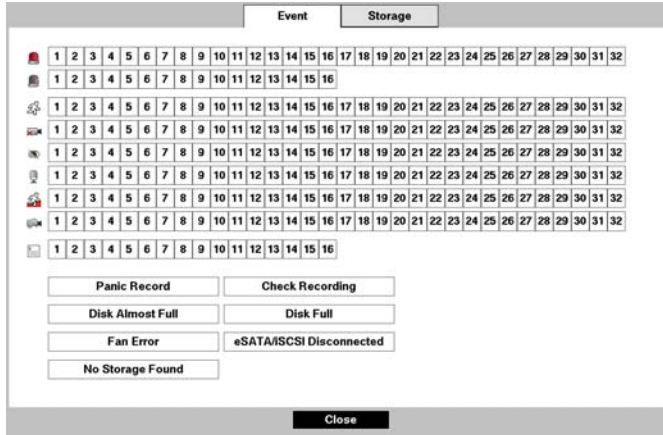 Event Storage
1 2 3 4 5 6 7 8 9 10 11 12 13 14 15 16 17 18 19 20 21 22 23 24 25 26 27 28 29 30 31 32
1 2 3 4 5 6 7 8 9 10 11 12 13 14 15 16
1 2 3 4 5 6 7 8 9 10 11 12 13 14 15 16 17 18 19 20 21 22 23 24 25 26 27 28 29 30 31 32
1 2 3 4 5 6 7 8 9 10 11 12 13 14 15 16 17 18 19 20 21 22 23 24 25 26 27 28 29 30 31 32
1 2 3 4 5 6 7 8 9 10 11 12 13 14 15 16 17 18 19 20 21 22 23 24 25 26 27 28 29 30 31 32
1 2 3 4 5 6 7 8 9 10 11 12 13 14 15 16 17 18 19 20 21 22 23 24 25 26 27 28 29 30 31 32
1 2 3 4 5 6 7 8 9 10 11 12 13 14 15 16 17 18 19 20 21 22 23 24 25 26 27 28 29 30 31 32
1 2 3 4 5 6 7 8 9 10 11 12 13 14 15 16 17 18 19 20 21 22 23 24 25 26 27 28 29 30 31 32
1 2 3 4 5 6 7 8 9 10 11 12 13 14 15 16
Panic Record Check Recording
Disk Almost Full Disk Full
Fan Error eSATA/iSCSI Disconnected
No Storage Found
Close